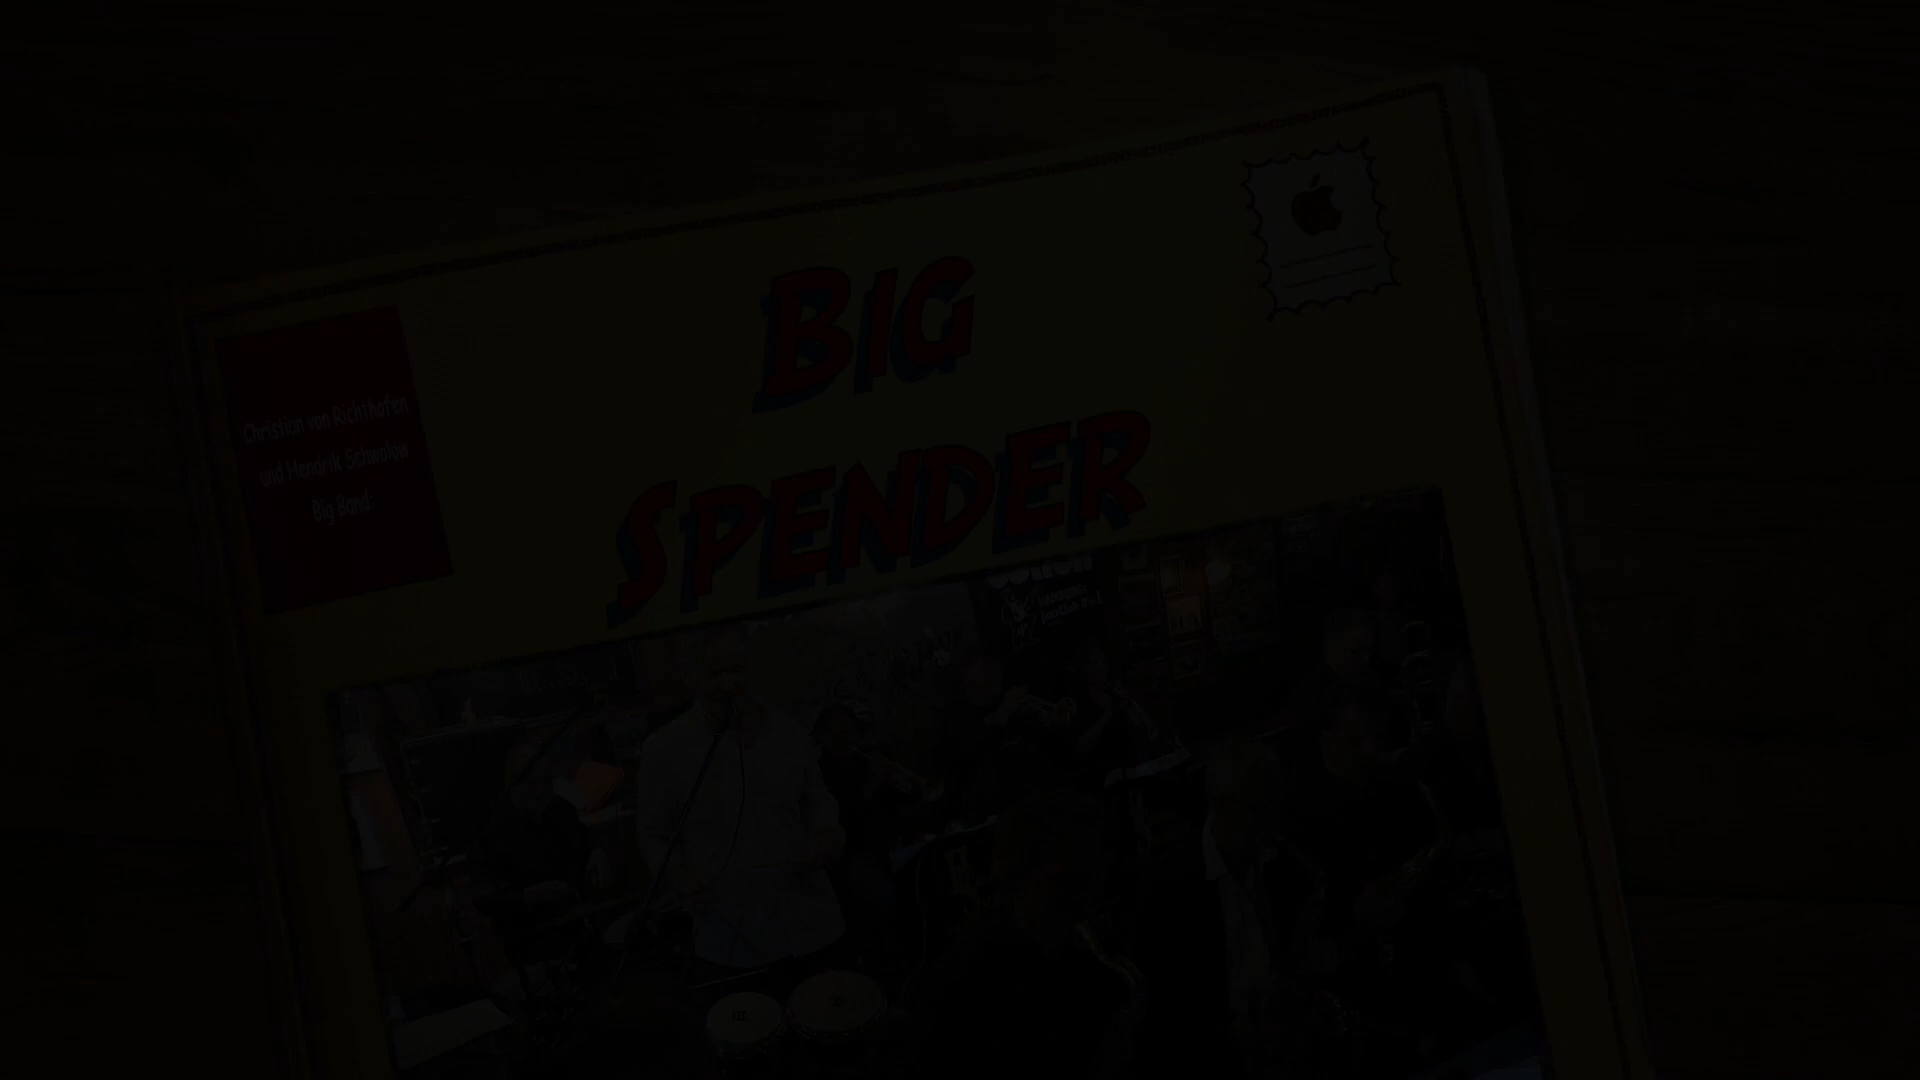 BIG
SPENDER
Christian von Richthofen
und Hendrik Schwolow
Big Band: